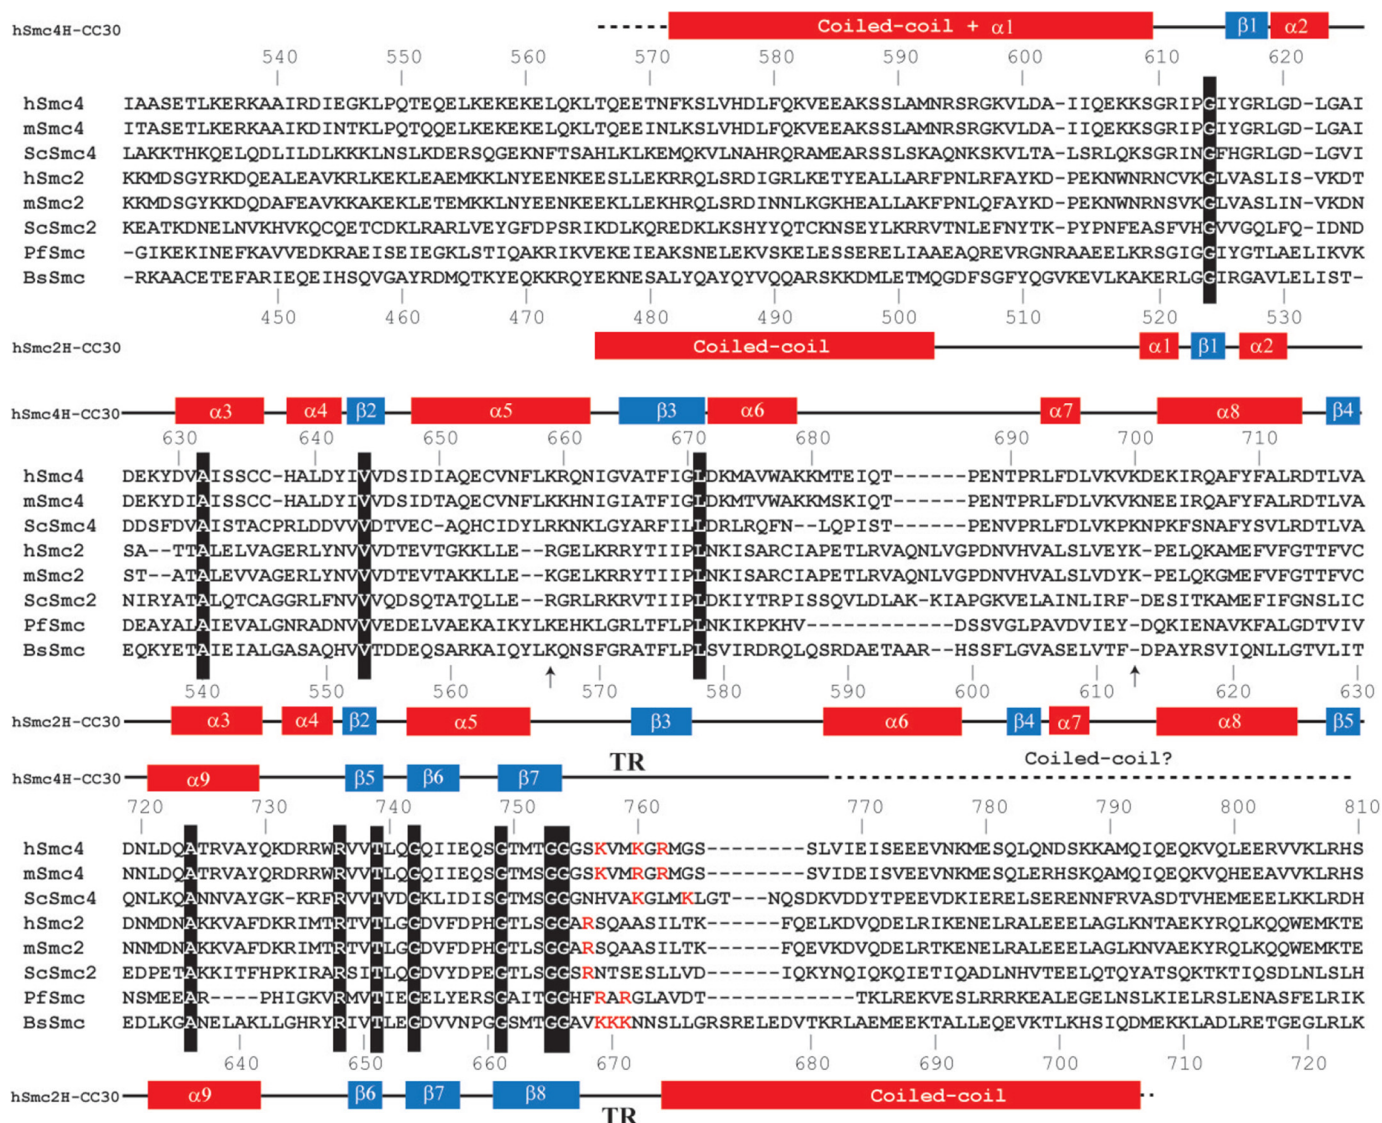 hSmc4H-CC30 Coiled-coil + α1 β1 α2
540 550 560 570 580 590 600 610 620
hSmc4 IAASETLKERKAAIRDIEGKLPQTEQELKEKEKELQKLTQEETNFKSLVHDLFQKVEEAKSSLAMNRSRGKVLDA-IIQEKKSGRIPGIYGRLGD-LGAI
mSmc4 ITASETLKERKAAIKDINTKLPQTQQELKEKEKELQKLTQEEINLKSLVHDLFQKVEEAKSSLAMNRSRGKVLDA-IIQEKKSGRIPGIYGRLGD-LGAI
ScSmc4 LAKKTHKQELQDLILDLKKKLNSLKDERSQGEKNFTSAHLKLKEMQKVLNAHRQRAMEARSSLSKAQNKSKVLTA-LSRLQKSGRINGFHGRLGD-LGVI
hSmc2 KKMDSGYRKDQEALEAVKRLKEKLEAEMKKLNYEENKEESLLEKRRQLSRDIGRLKETYEALLARFPNLRFAYKD-PEKNWNRNCVKGLVASLIS-VKDT
mSmc2 KKMDSGYKKDQDAFEAVKKAKEKLETEMKKLNYEENKEEKLLEKHRQLSRDINNLKGKHEALLAKFPNLQFAYKD-PEKNWNRNSVKGLVASLIN-VKDN
ScSmc2 KEATKDNELNVKHVKQCQETCDKLRARLVEYGFDPSRIKDLKQREDKLKSHYYQTCKNSEYLKRRVTNLEFNYTK-PYPNFEASFVHGVVGQLFQ-IDND
PfSmc -GIKEKINEFKAVVEDKRAEISEIEGKLSTIQAKRIKVEKEIEAKSNELEKVSKELESSERELIAAEAQREVRGNRAAEELKRSGIGGIYGTLAELIKVK
BsSmc -RKAACETEFARIEQEIHSQVGAYRDMQTKYEQKKRQYEKNESALYQAYQYVQQARSKKDMLETMQGDFSGFYQGVKEVLKAKERLGGIRGAVLELIST-
450 460 470 480 490 500 510 520 530
hSmc2H-CC30 Coiled-coil α1 β1 α2
hSmc4H-CC30 α3 α4 β2 α5 β3 α6 α7 α8 β4
630 640 650 660 670 680 690 700 710
hSmc4 DEKYDVAISSCC-HALDYIVVDSIDIAQECVNFLKRQNIGVATFIGLDKMAVWAKKMTEIQT------PENTPRLFDLVKVKDEKIRQAFYFALRDTLVA
mSmc4 DEKYDIAISSCC-HALDYIVVDSIDTAQECVNFLKKHNIGIATFIGLDKMTVWAKKMSKIQT------PENTPRLFDLVKVKNEEIRQAFYFALRDTLVA
ScSmc4 DDSFDVAISTACPRLDDVVVDTVEC-AQHCIDYLRKNKLGYARFILLDRLRQFN--LQPIST------PENVPRLFDLVKPKNPKFSNAFYSVLRDTLVA
hSmc2 SA--TTALELVAGERLYNVVVDTEVTGKKLLE--RGELKRRYTIIPLNKISARCIAPETLRVAQNLVGPDNVHVALSLVEYK-PELQKAMEFVFGTTFVC
mSmc2 ST--ATALEVVAGERLYNVVVDTEVTAKKLLE--KGELKRRYTIIPLNKISARCIAPETLRVAQNLVGPDNVHVALSLVDYK-PELQKGMEFVFGTTFVC
ScSmc2 NIRYATALQTCAGGRLFNVVVQDSQTATQLLE--RGRLRKRVTIIPLDKIYTRPISSQVLDLAK-KIAPGKVELAINLIRF-DESITKAMEFIFGNSLIC
PfSmc DEAYALAIEVALGNRADNVVVEDELVAEKAIKYLKEHKLGRLTFLPLNKIKPKHV------------DSSVGLPAVDVIEY-DQKIENAVKFALGDTVIV
BsSmc EQKYETAIEIALGASAQHVVTDDEQSARKAIQYLKQNSFGRATFLPLSVIRDRQLQSRDAETAAR--HSSFLGVASELVTF-DPAYRSVIQNLLGTVLIT
540 550 560 570 580 590 600 610 620 630
hSmc2H-CC30 α3 α4 β2 α5 β3 α6 β4 α7 α8 β5
hSmc4H-CC30 α9 β5 β6 β7 TR Coiled-coil?
720 730 740 750 760 770 780 790 800 810
hSmc4 DNLDQATRVAYQKDRRWRVVTLQGQIIEQSGTMTGGGSKVMKGRMGS--------SLVIEISEEEVNKMESQLQNDSKKAMQIQEQKVQLEERVVKLRHS
mSmc4 NNLDQATRVAYQRDRRWRVVTLQGQIIEQSGTMSGGGSKVMRGRMGS--------SVIDEISVEEVNKMESQLERHSKQAMQIQEQKVQHEEAVVKLRHS
ScSmc4 QNLKQANNVAYGK-KRFRVVTVDGKLIDISGTMSGGGNHVAKGLMKLGT---NQSDKVDDYTPEEVDKIERELSERENNFRVASDTVHEMEEELKKLRDH
hSmc2 DNMDNAKKVAFDKRIMTRTVTLGGDVFDPHGTLSGGARSQAASILTK------FQELKDVQDELRIKENELRALEEELAGLKNTAEKYRQLKQQWEMKTE
mSmc2 NNMDNAKKVAFDKRIMTRTVTLGGDVFDPHGTLSGGARSQAASILTK------FQEVKDVQDELRTKENELRALEEELAGLKNVAEKYRQLKQQWEMKTE
ScSmc2 EDPETAKKITFHPKIRARSITLQGDVYDPEGTLSGGSRNTSESLLVD------IQKYNQIQKQIETIQADLNHVTEELQTQYATSQKTKTIQSDLNLSLH
PfSmc NSMEEAR----PHIGKVRMVTIEGELYERSGAITGGHFRARGLAVDT------------TKLREKVESLRRRKEALEGELNSLKIELRSLENASFELRIK
BsSmc EDLKGANELAKLLGHRYRIVTLEGDVVNPGGSMTGGAVKKKNNSLLGRSRELEDVTKRLAEMEEKTALLEQEVKTLKHSIQDMEKKLADLRETGEGLRLK
640 650 660 670 680 690 700 710 720
hSmc2H-CC30 α9 β6 β7 β8 TR Coiled-coil